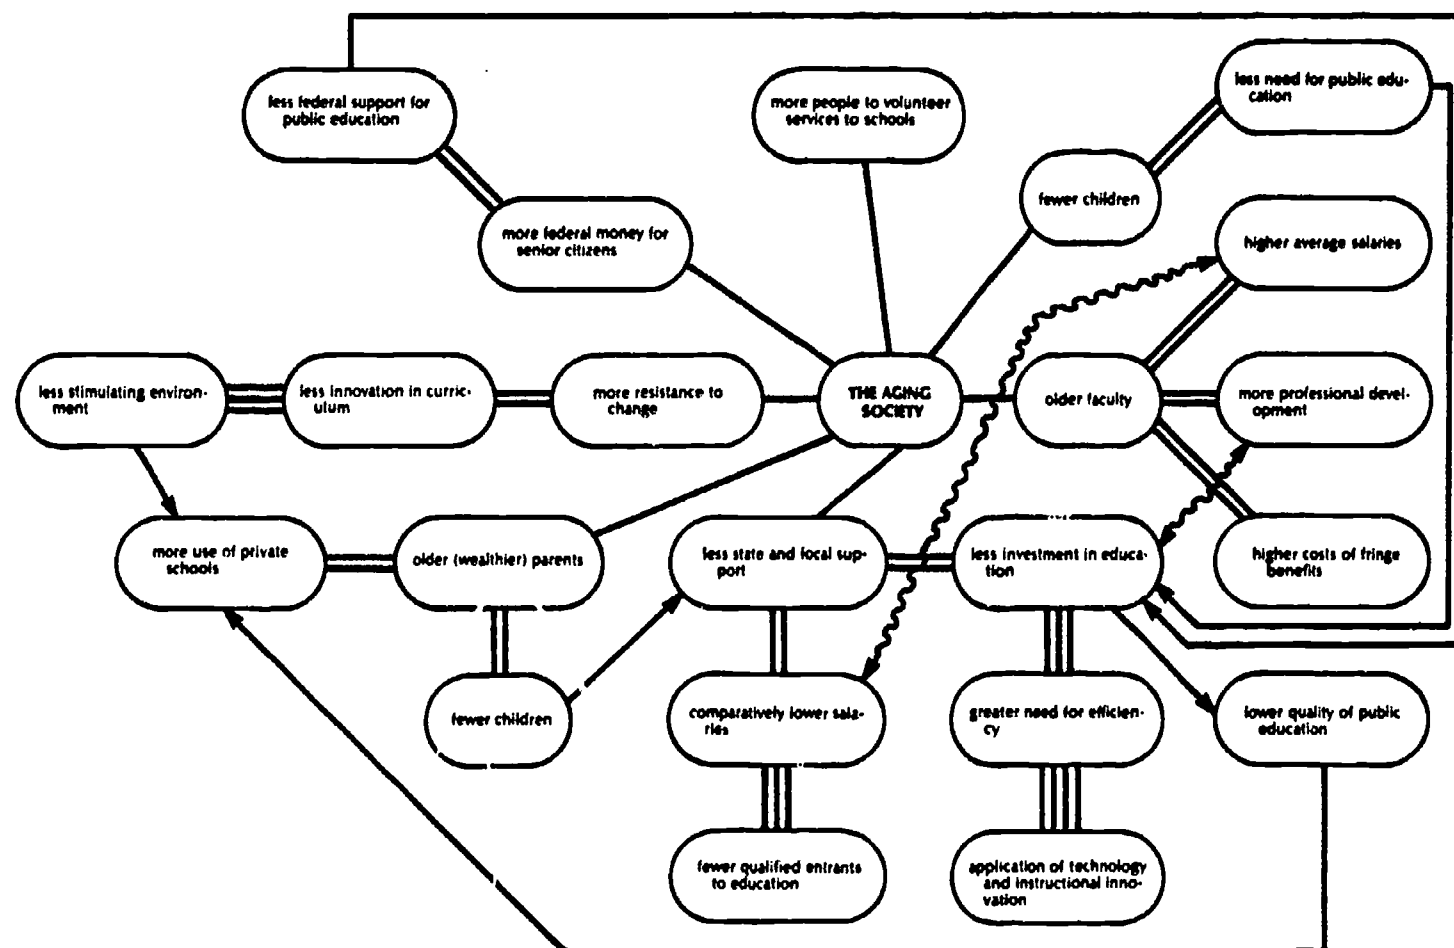 less federal support for
public education
more people to volunteer
services to schools
less need for public edu-
cation
fewer children
more federal money for
senior citizens
higher average salaries
less stimulating environ-
ment
less innovation in curric-
ulum
more resistance to
change
THE AGING
SOCIETY
older faculty
more professional devel-
opment
more use of private
schools
older (wealthier) parents
less state and local sup-
port
less investment in educa-
tion
higher costs of fringe
benefits
fewer children
comparatively lower sala-
ries
greater need for efficien-
cy
lower quality of public
education
fewer qualified entrants
to education
application of technology
and instructional inno-
vation